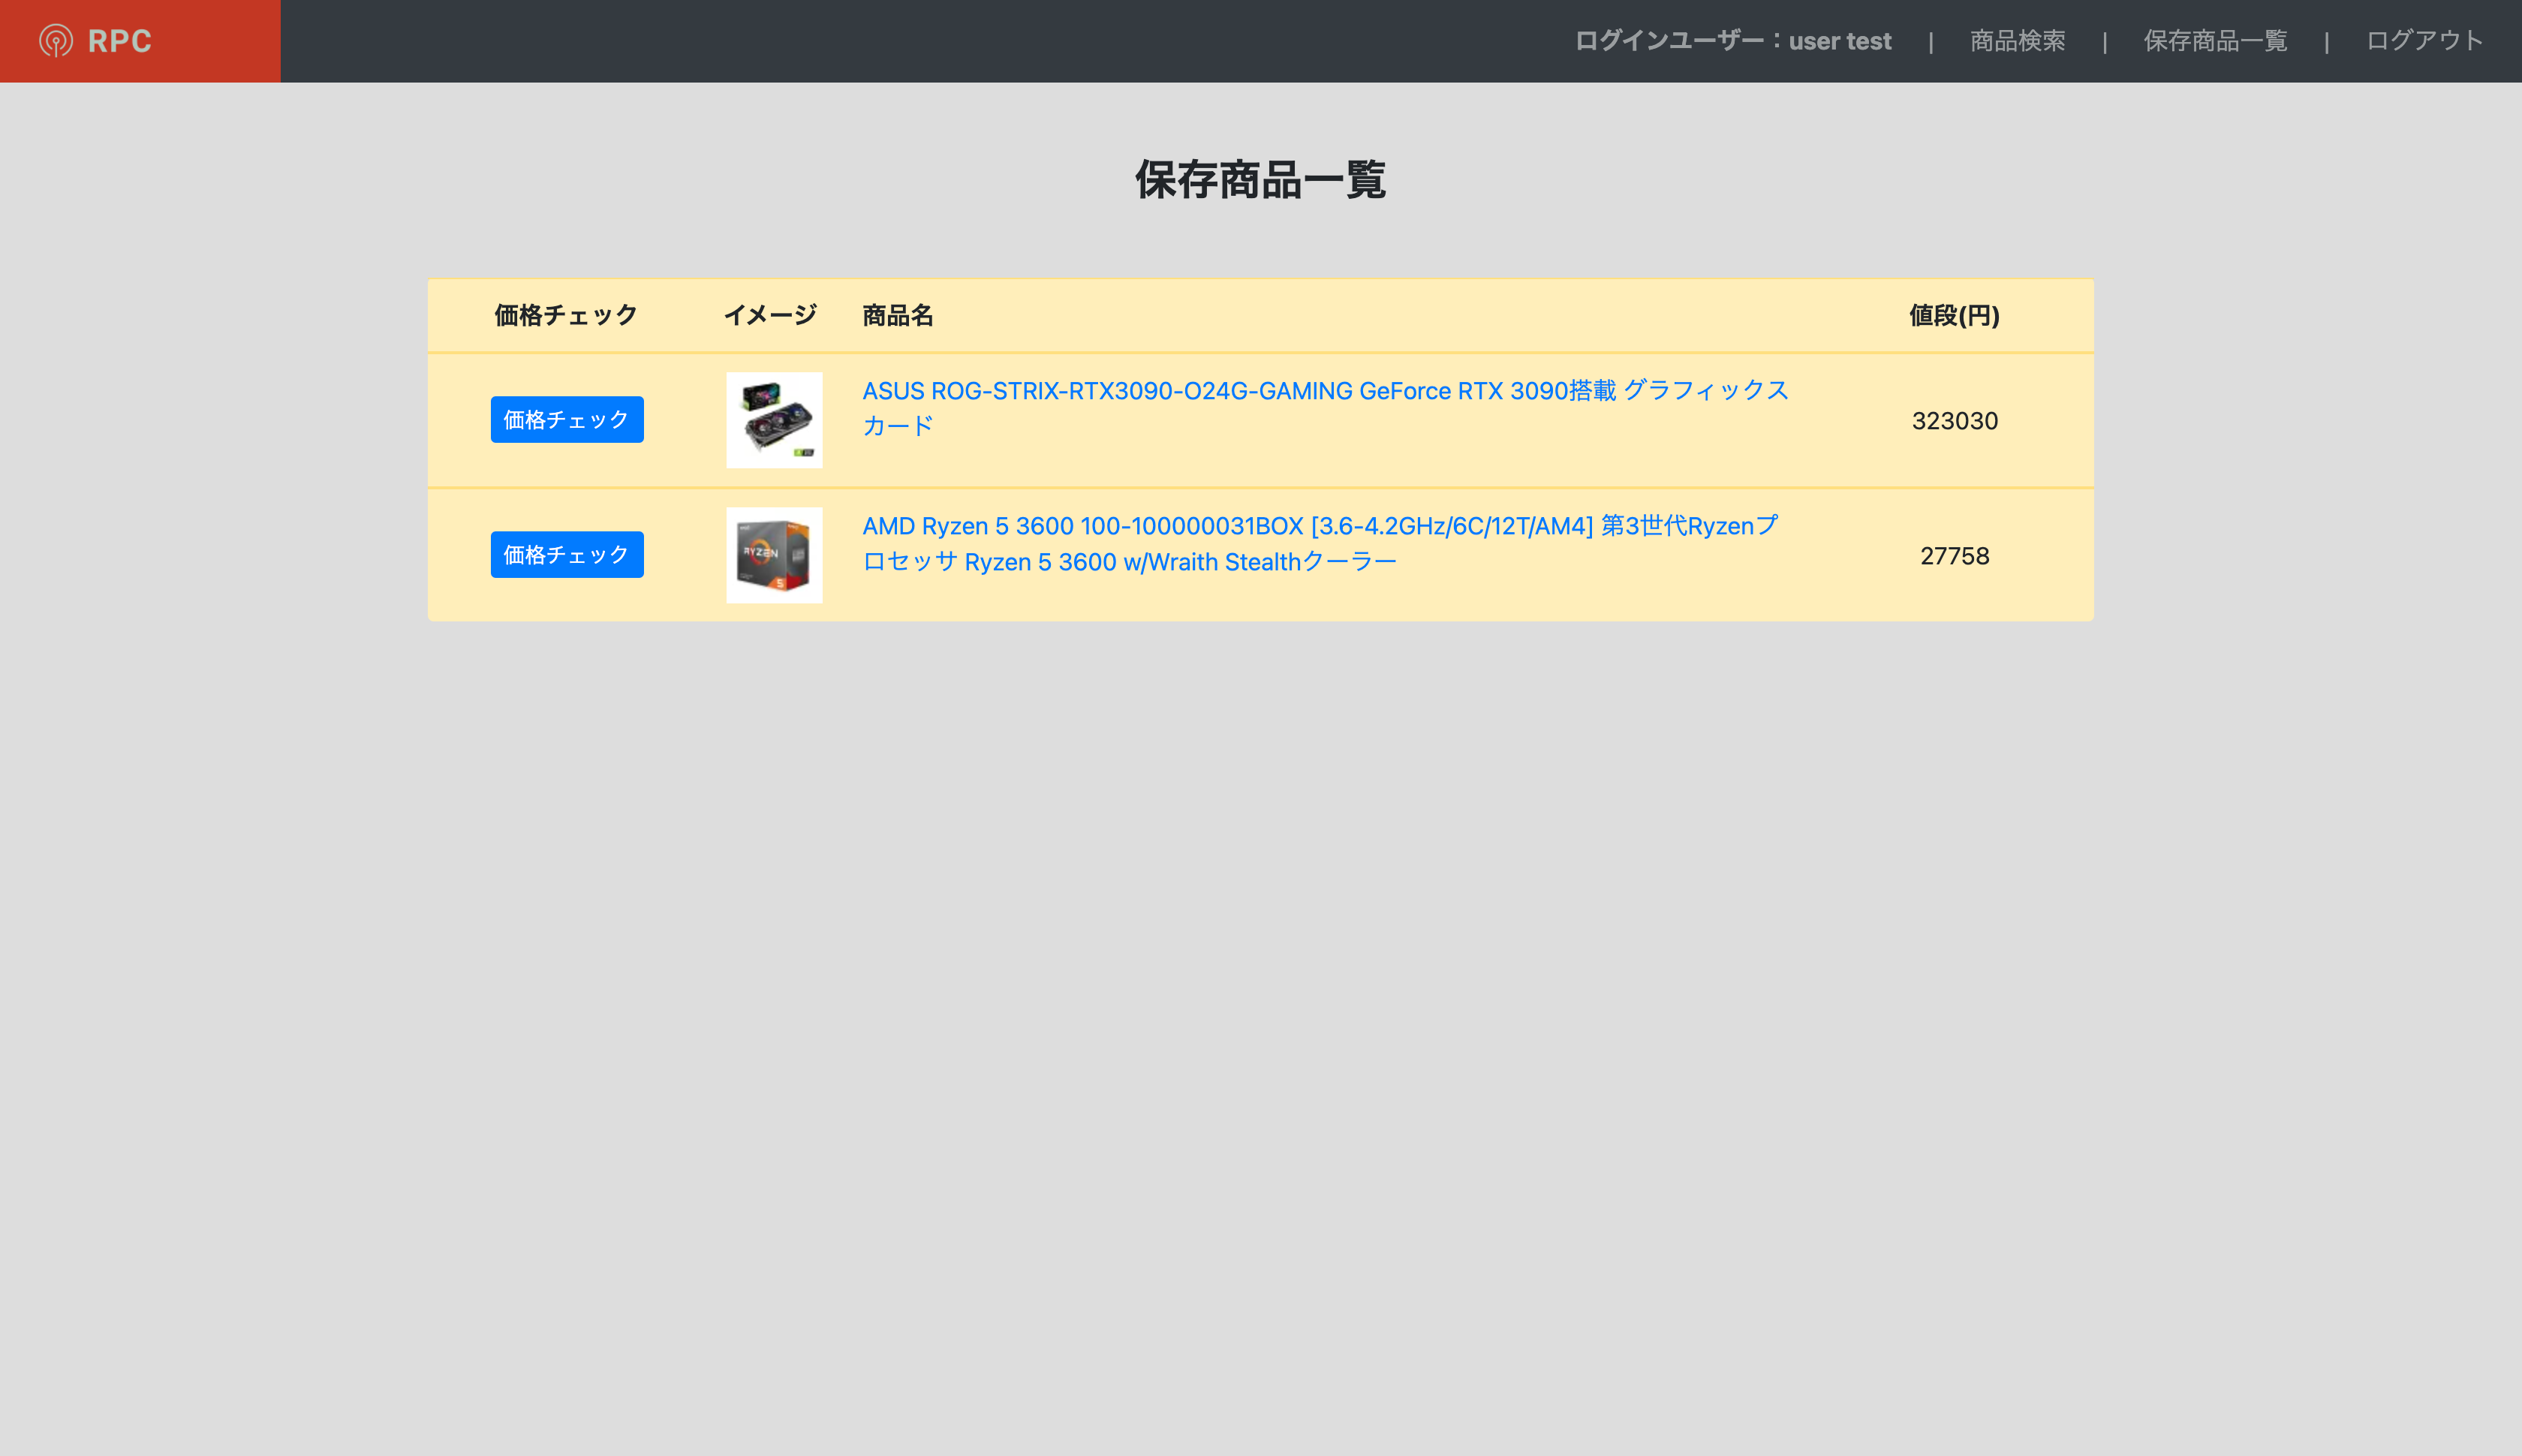 RPC
ログインユーザー：user test | 商品検索 | 保存商品一覧 | ログアウト
保存商品一覧
価格チェック イメージ 商品名 値段(円)
価格チェック
ASUS ROG-STRIX-RTX3090-O24G-GAMING GeForce RTX 3090搭載 グラフィックス
カード
323030
価格チェック
RYZEN
5
AMD Ryzen 5 3600 100-100000031BOX [3.6-4.2GHz/6C/12T/AM4] 第3世代Ryzenプ
ロセッサ Ryzen 5 3600 w/Wraith Stealthクーラー
27758